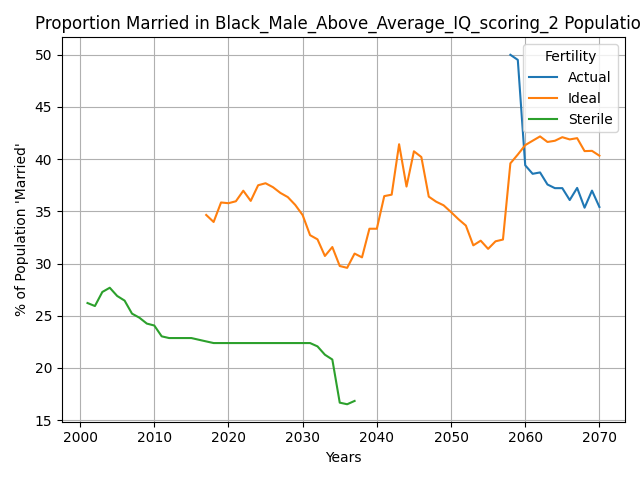 Proportion Married in Black_Male_Above_Average_IQ_scoring_2 Populatio
% of Population 'Married'
50
45
40
35
30
25
20
15
Fertility
Actual
Ideal
Sterile
2000 2010 2020 2030 2040 2050 2060 2070
Years